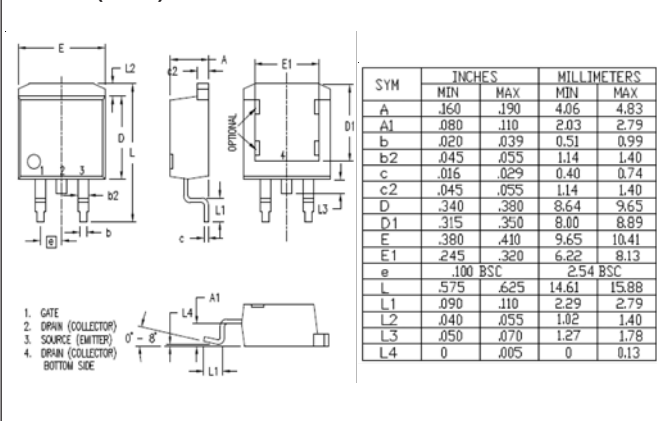 E
L2
A
c2
E1
OPTIONAL
D
L
D1
1 2 3
4
b2
b
e
L1
c
L3
A1
L4
0° - 8°
L1
1. GATE
2. DRAIN (COLLECTOR)
3. SOURCE (EMITTER)
4. DRAIN (COLLECTOR)
BOTTOM SIDE
SYM INCHES MILLIMETERS
MIN MAX MIN MAX
A .160 .190 4.06 4.83
A1 .080 .110 2.03 2.79
b .020 .039 0.51 0.99
b2 .045 .055 1.14 1.40
c .016 .029 0.40 0.74
c2 .045 .055 1.14 1.40
D .340 .380 8.64 9.65
D1 .315 .350 8.00 8.89
E .380 .410 9.65 10.41
E1 .245 .320 6.22 8.13
e .100 BSC 2.54 BSC
L .575 .625 14.61 15.88
L1 .090 .110 2.29 2.79
L2 .040 .055 1.02 1.40
L3 .050 .070 1.27 1.78
L4 0 .005 0 0.13